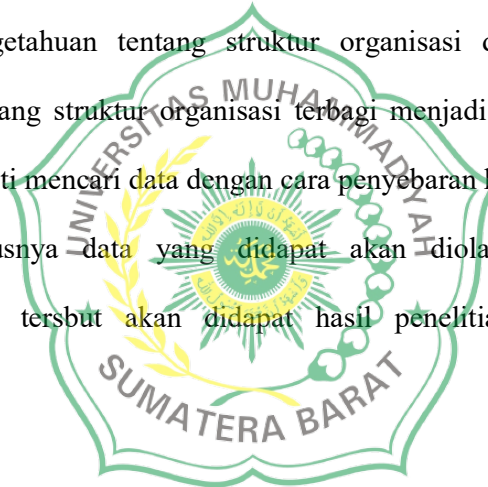 getahuan tentang struktur organisasi
ang struktur organisasi terbagi menjadi
ti mencari data dengan cara penyebaran
usnya data yang didapat akan diola
tersbut akan didapat hasil peneliti
UNIVERSITAS MUHAMMADIYAH
SUMATERA BARAT